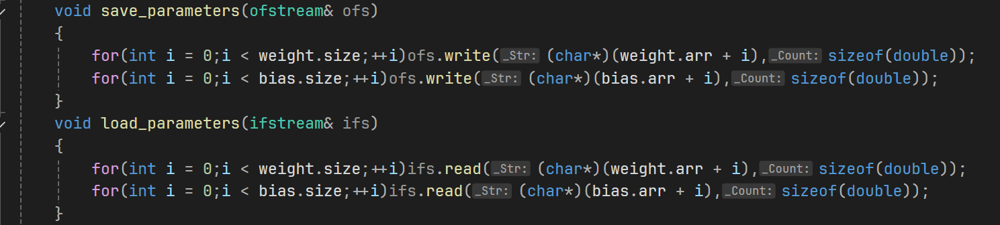 void save_parameters(ofstream& ofs)
{
for(int i = 0;i < weight.size;++i)ofs.write(_Str: (char*)(weight.arr + i),_Count: sizeof(double));
for(int i = 0;i < bias.size;++i)ofs.write(_Str: (char*)(bias.arr + i),_Count: sizeof(double));
}
void load_parameters(ifstream& ifs)
{
for(int i = 0;i < weight.size;++i)ifs.read(_Str: (char*)(weight.arr + i),_Count: sizeof(double));
for(int i = 0;i < bias.size;++i)ifs.read(_Str: (char*)(bias.arr + i),_Count: sizeof(double));
}